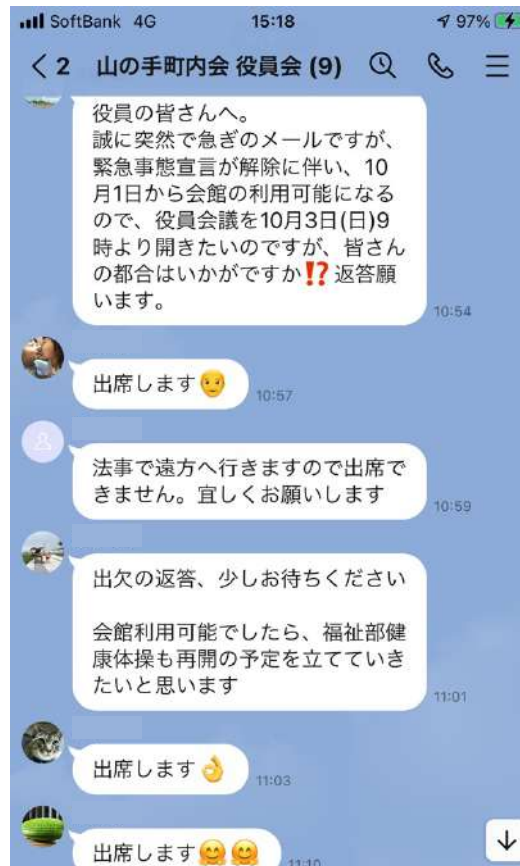 SoftBank 4G 15:18 97%
2 山の手町内会 役員会 (9)
役員の皆さんへ。
誠に突然で急ぎのメールですが、
緊急事態宣言が解除に伴い、10
月1日から会館の利用可能になる
ので、役員会議を10月3日(日)9
時より開きたいのですが、皆さん
の都合はいかがですか⁉️返答願
います。
10:54
出席します👴
10:57
法事で遠方へ行きますので出席で
きません。宜しくお願いします
10:59
出欠の返答、少しお待ちください
会館利用可能でしたら、福祉部健
康体操も再開の予定を立てていき
たいと思います
11:01
出席します👌
11:03
出席します🤗🤗
11:10